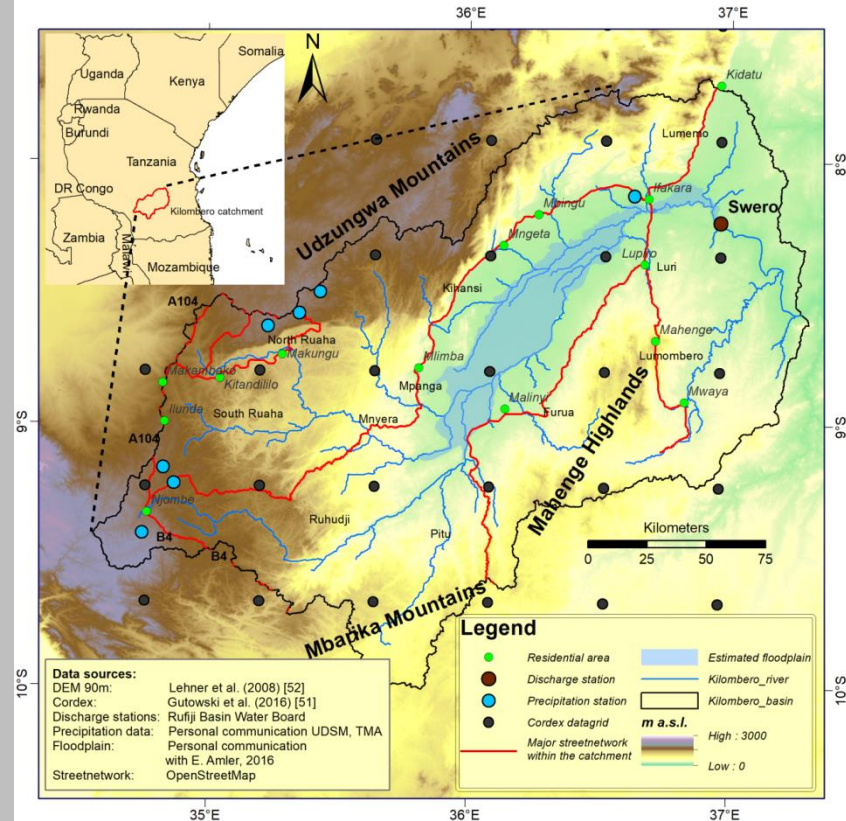 36°E
37°E
N
Somalia
Uganda
Kenya
Rwanda
Burundi
Tanzania
DR Congo
Kilombero catchment
Zambia
Malawi
Mozambique
Kidatu
Lumemo
8°S
Udzungwa Mountains
Ifakara
Mbingu
Swero
Mngeta
Lupiro
Luri
Kihansi
A104
North Ruaha
Makungu
Mahenge
Lumombero
Makambako
Kitandililo
Mlimba
Mpanga
Mwaya
Malinyi
Ilunda
South Ruaha
Mnyera
Furua
9°S
9°S
A104
Mahenge Highlands
Njombe
Ruhudji
Pitu
Kilometers
0 25 50 75
B4
B4
Mbarika Mountains
Legend
Residential area
Discharge station
Precipitation station
Cordex datagrid
Major streetnetwork
within the catchment
Estimated floodplain
Kilombero_river
Kilombero_basin
m a.s.l.
High : 3000
Low : 0
Data sources:
DEM 90m: Lehner et al. (2008) [52]
Cordex: Gutowski et al. (2016) [51]
Discharge stations: Rufiji Basin Water Board
Precipitation data: Personal communication UDSM, TMA
Floodplain: Personal communication
with E. Amler, 2016
Streetnetwork: OpenStreetMap
10°S
10°S
35°E
36°E
37°E